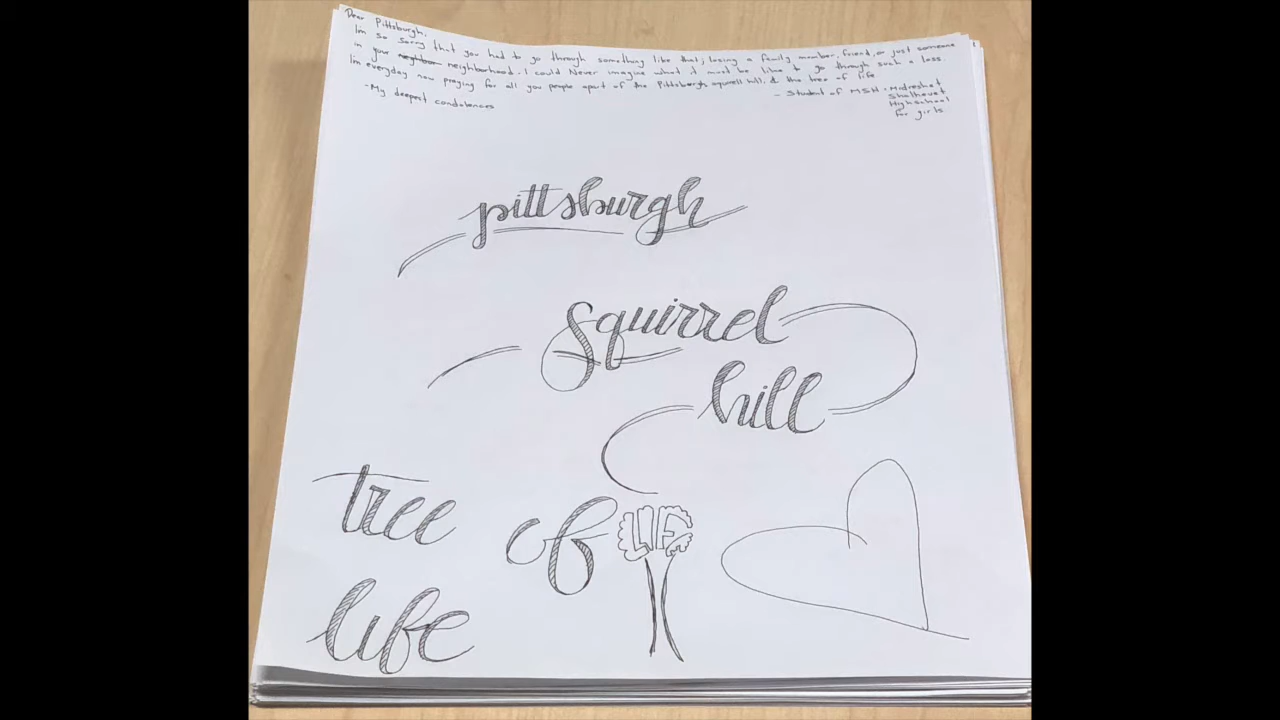 Dear Pittsburgh,
I'm so sorry that you had to go through something like that; losing a family member, friend, or just someone
in your neighbor neighborhood. I could Never imagine what it must be like to go through such a loss.
I'm everyday now praying for all you people apart of the Pittsburgh squirell hill, & the tree of life
-My deepest condolences
- Student of MSH - Midreshet
Shalhevet
Highschool
for girls
pittsburgh
squirrel
hill
tree of LIFE
life